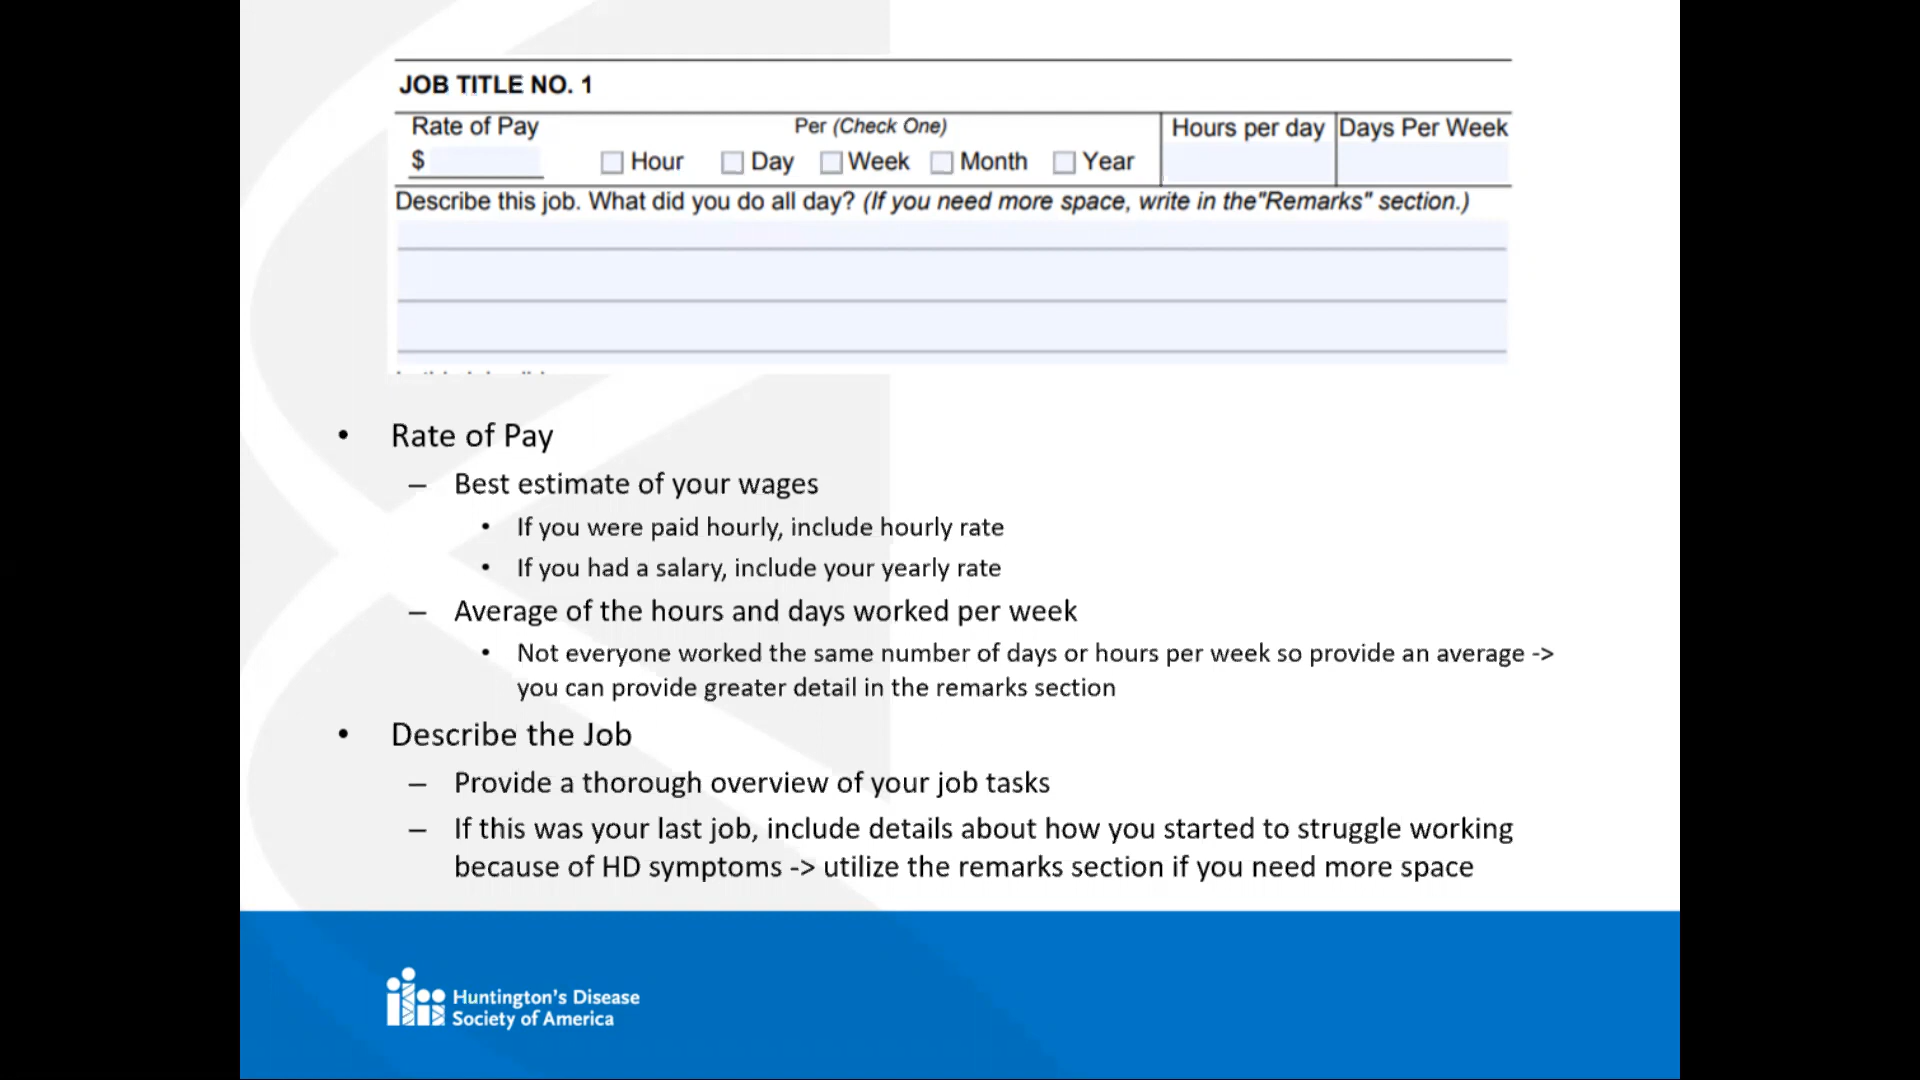 JOB TITLE NO. 1
Rate of Pay Per (Check One) Hours per day Days Per Week
$ Hour Day Week Month Year
Describe this job. What did you do all day? (If you need more space, write in the"Remarks" section.)
• Rate of Pay
– Best estimate of your wages
• If you were paid hourly, include hourly rate
• If you had a salary, include your yearly rate
– Average of the hours and days worked per week
• Not everyone worked the same number of days or hours per week so provide an average ->
you can provide greater detail in the remarks section
• Describe the Job
– Provide a thorough overview of your job tasks
– If this was your last job, include details about how you started to struggle working
because of HD symptoms -> utilize the remarks section if you need more space
Huntington's Disease
Society of America